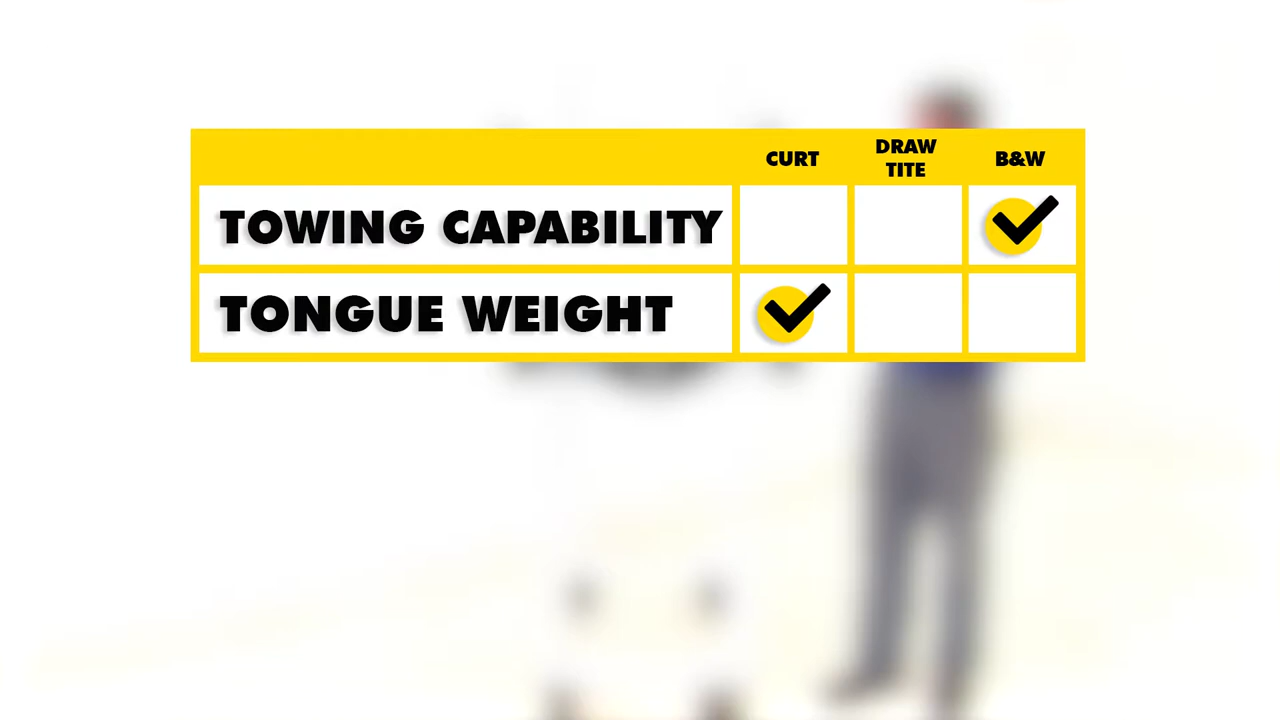 CURT
DRAW
TITE
B&W
TOWING CAPABILITY
TONGUE WEIGHT